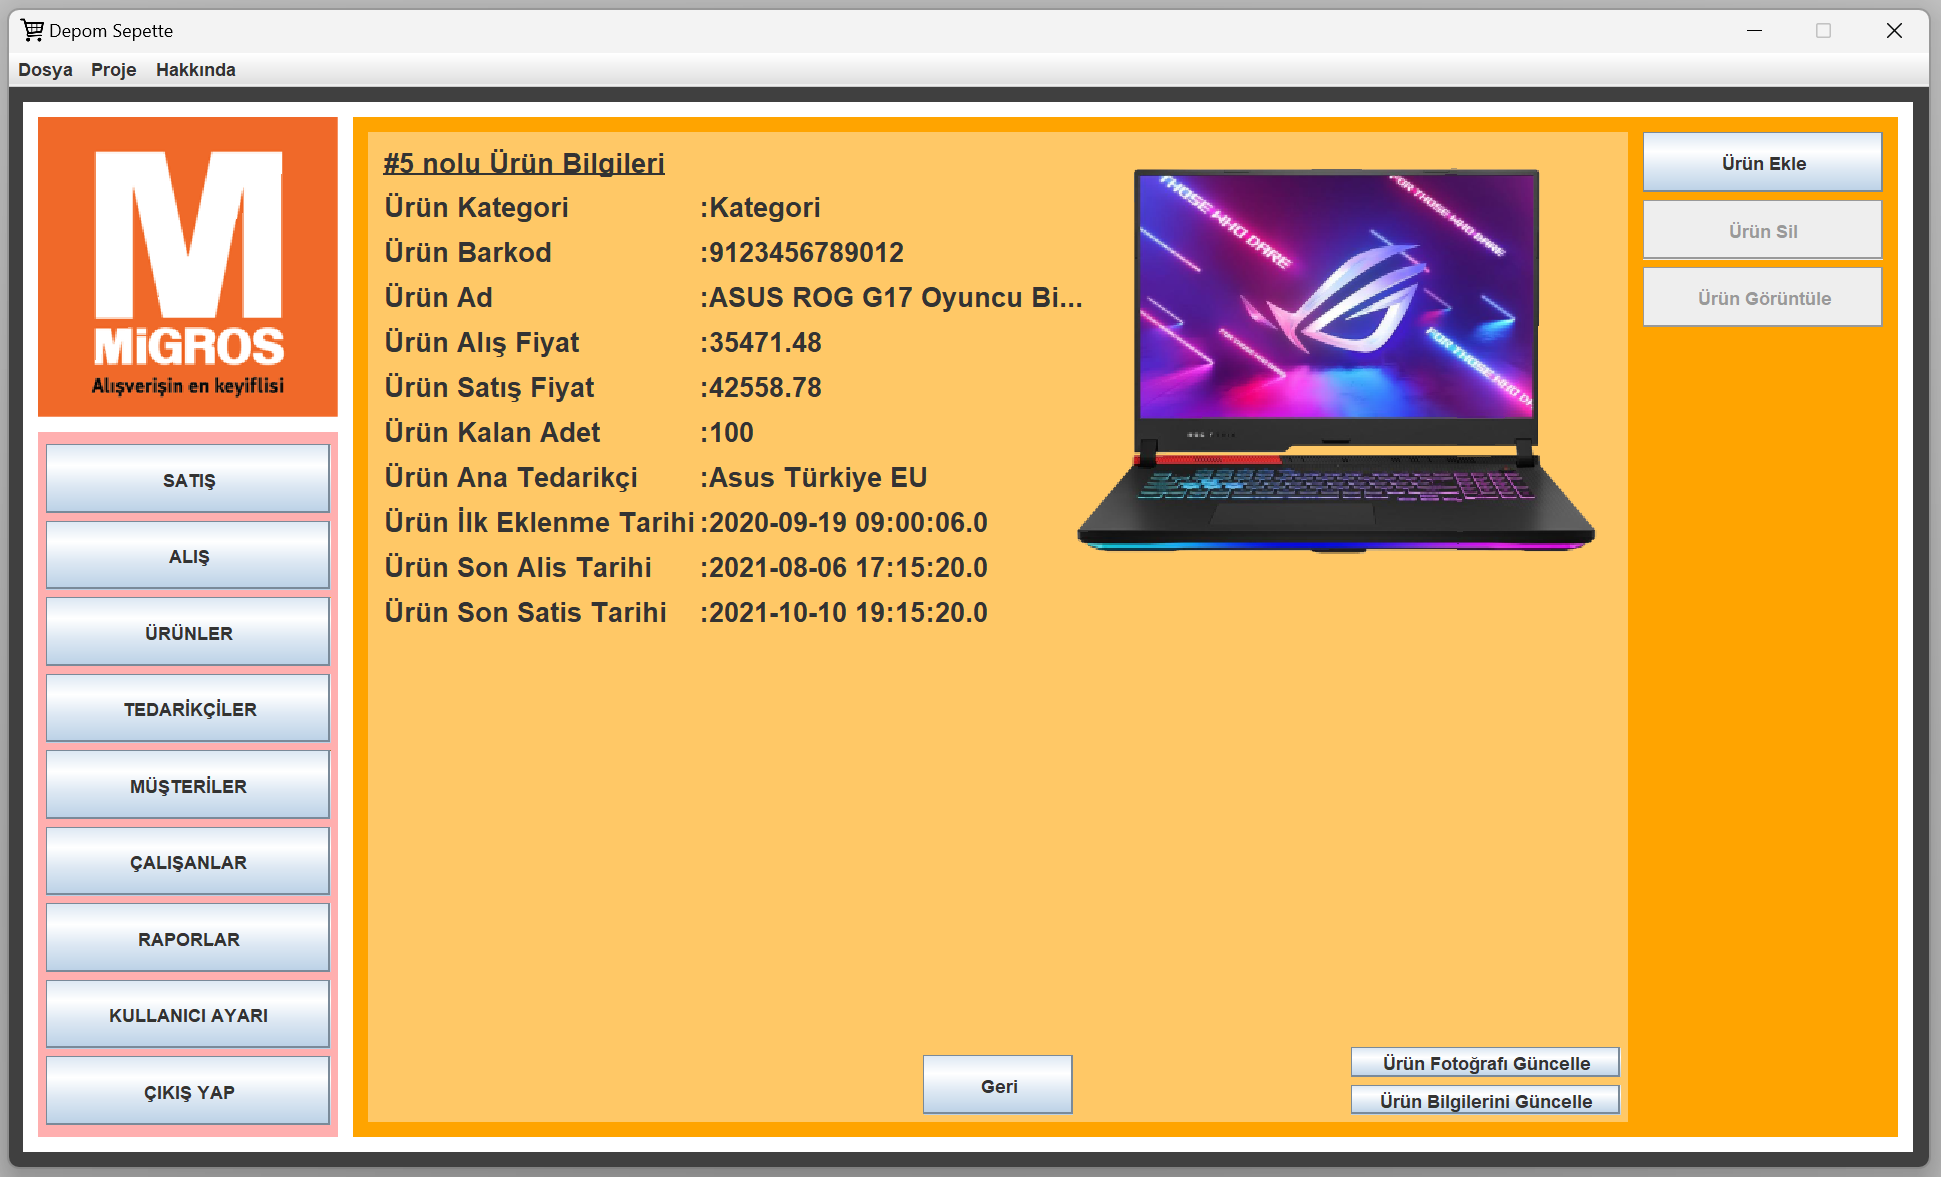 Depom Sepette
Dosya Proje Hakkında
M
MiGROS
Alışverişin en keyiflisi
SATIŞ
ALIŞ
ÜRÜNLER
TEDARİKÇİLER
MÜŞTERİLER
ÇALIŞANLAR
RAPORLAR
KULLANICI AYARI
ÇIKIŞ YAP
#5 nolu Ürün Bilgileri
Ürün Kategori :Kategori
Ürün Barkod :9123456789012
Ürün Ad :ASUS ROG G17 Oyuncu Bi...
Ürün Alış Fiyat :35471.48
Ürün Satış Fiyat :42558.78
Ürün Kalan Adet :100
Ürün Ana Tedarikçi :Asus Türkiye EU
Ürün İlk Eklenme Tarihi :2020-09-19 09:00:06.0
Ürün Son Alis Tarihi :2021-08-06 17:15:20.0
Ürün Son Satis Tarihi :2021-10-10 19:15:20.0
THOSE WHO DARE
FOR THOSE WHO DARE
FOR THOSE WHO DA
Geri
Ürün Fotoğrafı Güncelle
Ürün Bilgilerini Güncelle
Ürün Ekle
Ürün Sil
Ürün Görüntüle